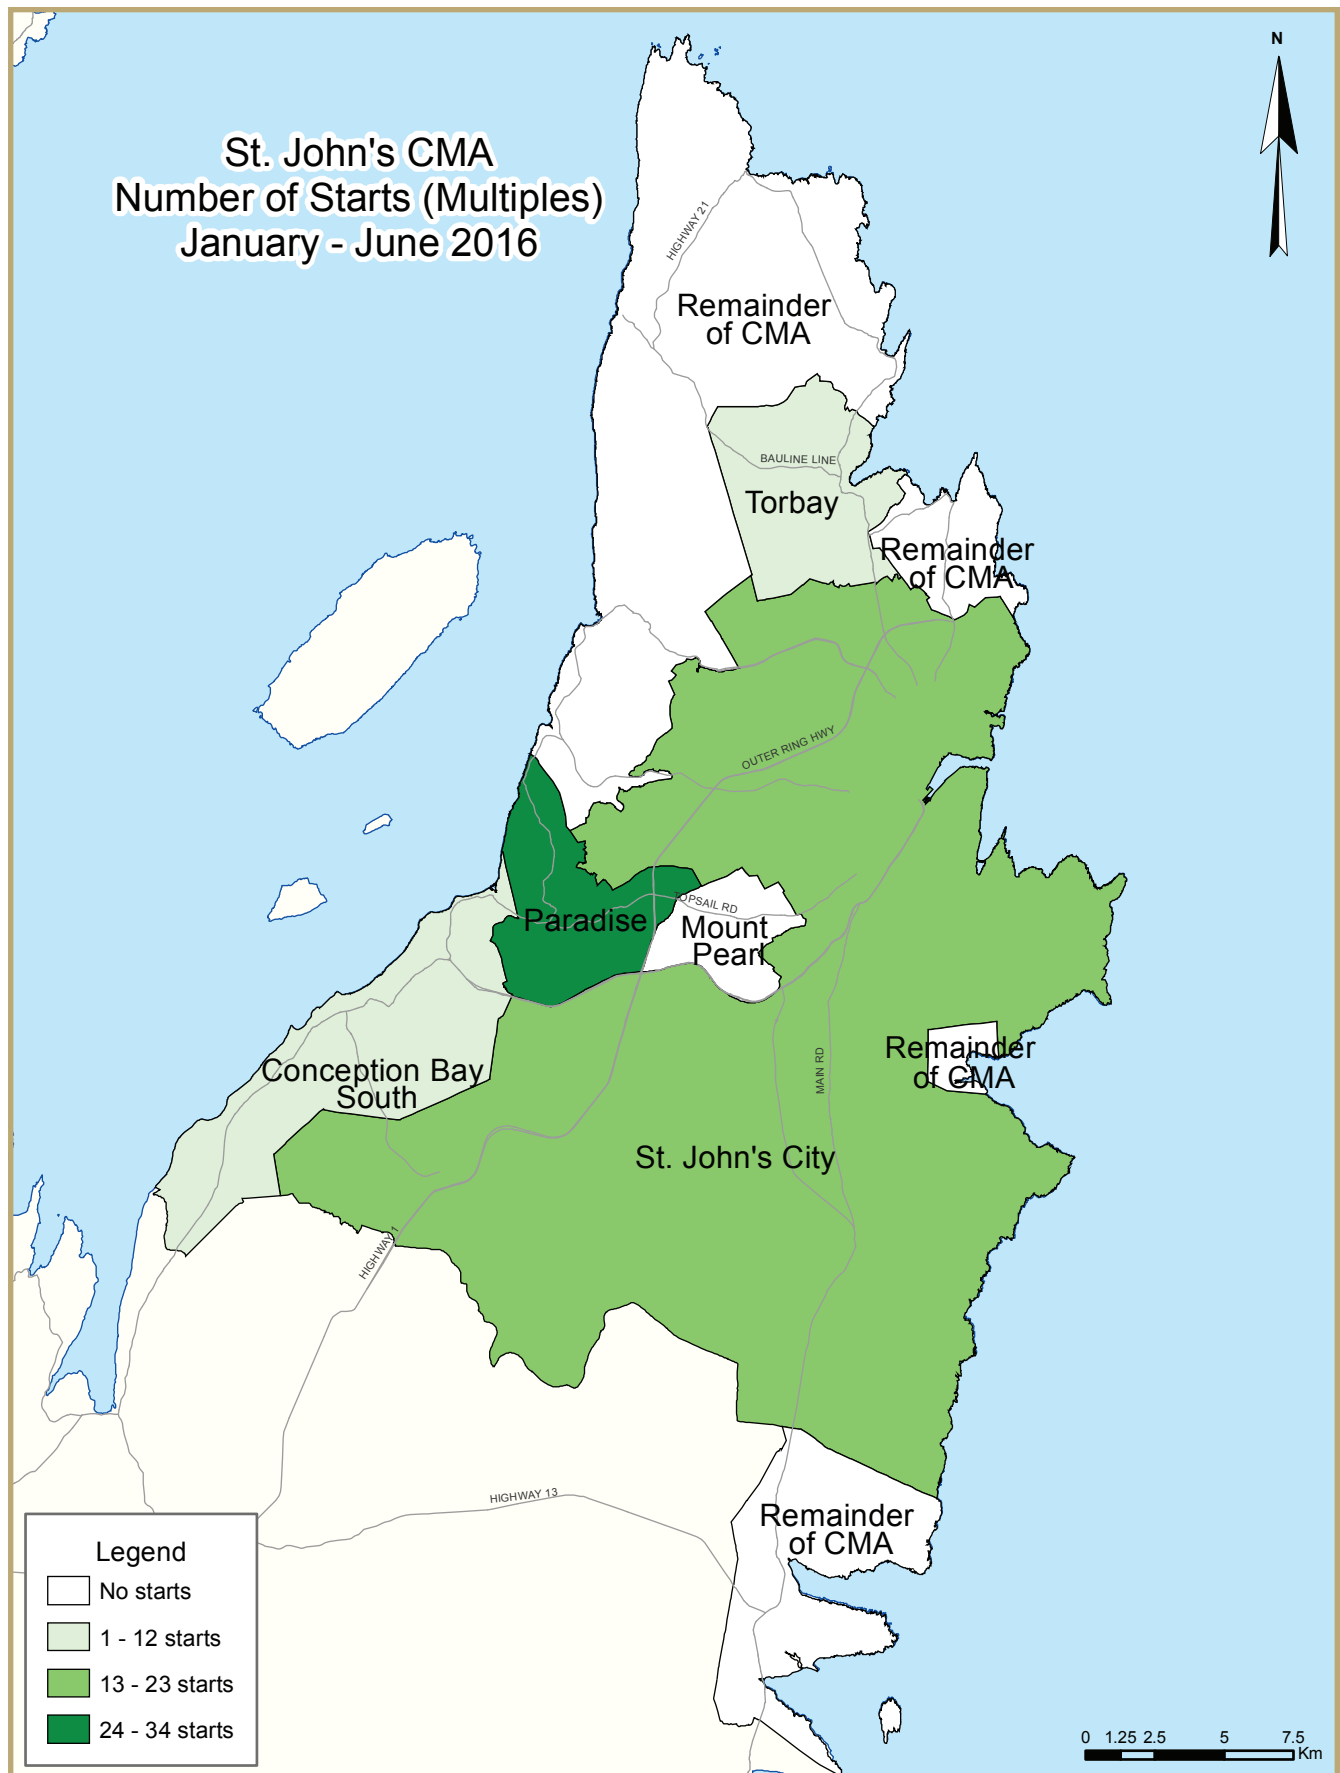 N
St. John's CMA
Number of Starts (Multiples)
January - June 2016
HIGHWAY 21
Remainder
of CMA
BAULINE LINE
Torbay
Remainder
of CMA
OUTER RING HWY
TOPSAIL RD
Paradise
Mount
Pearl
Remainder
of CMA
MAIN RD
Conception Bay
South
St. John's City
HIGHWAY 1
HIGHWAY 13
Remainder
of CMA
Legend
No starts
1 - 12 starts
13 - 23 starts
24 - 34 starts
0 1.25 2.5 5 7.5
Km